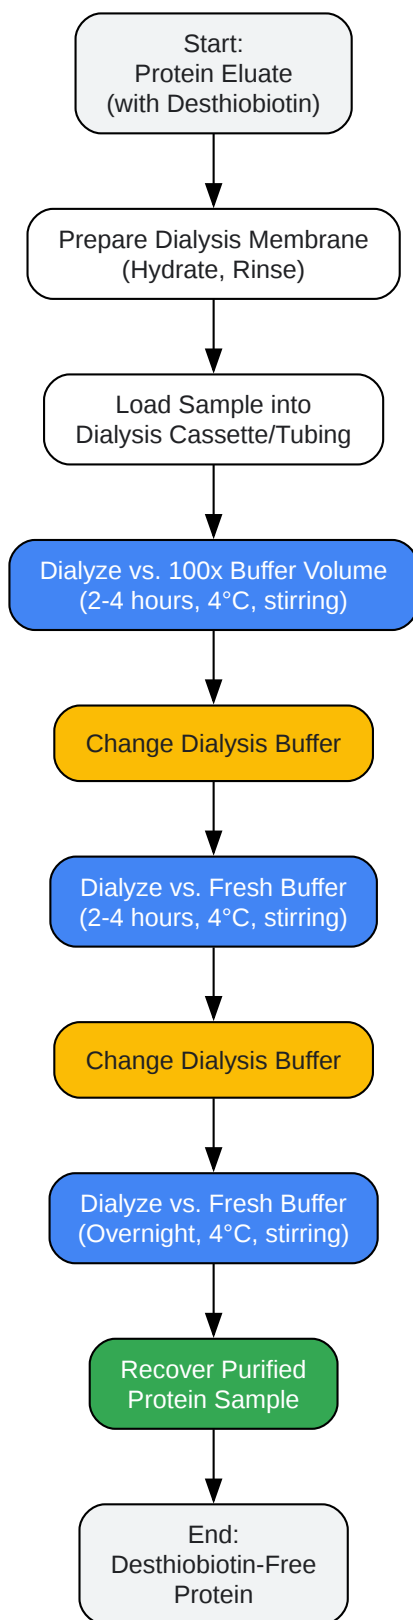 Start:
Protein Eluate
(with Desthiobiotin)
Prepare Dialysis Membrane
(Hydrate, Rinse)
Load Sample into
Dialysis Cassette/Tubing
Dialyze vs. 100x Buffer Volume
(2-4 hours, 4°C, stirring)
Change Dialysis Buffer
Dialyze vs. Fresh Buffer
(2-4 hours, 4°C, stirring)
Change Dialysis Buffer
Dialyze vs. Fresh Buffer
(Overnight, 4°C, stirring)
Recover Purified
Protein Sample
End:
Desthiobiotin-Free
Protein